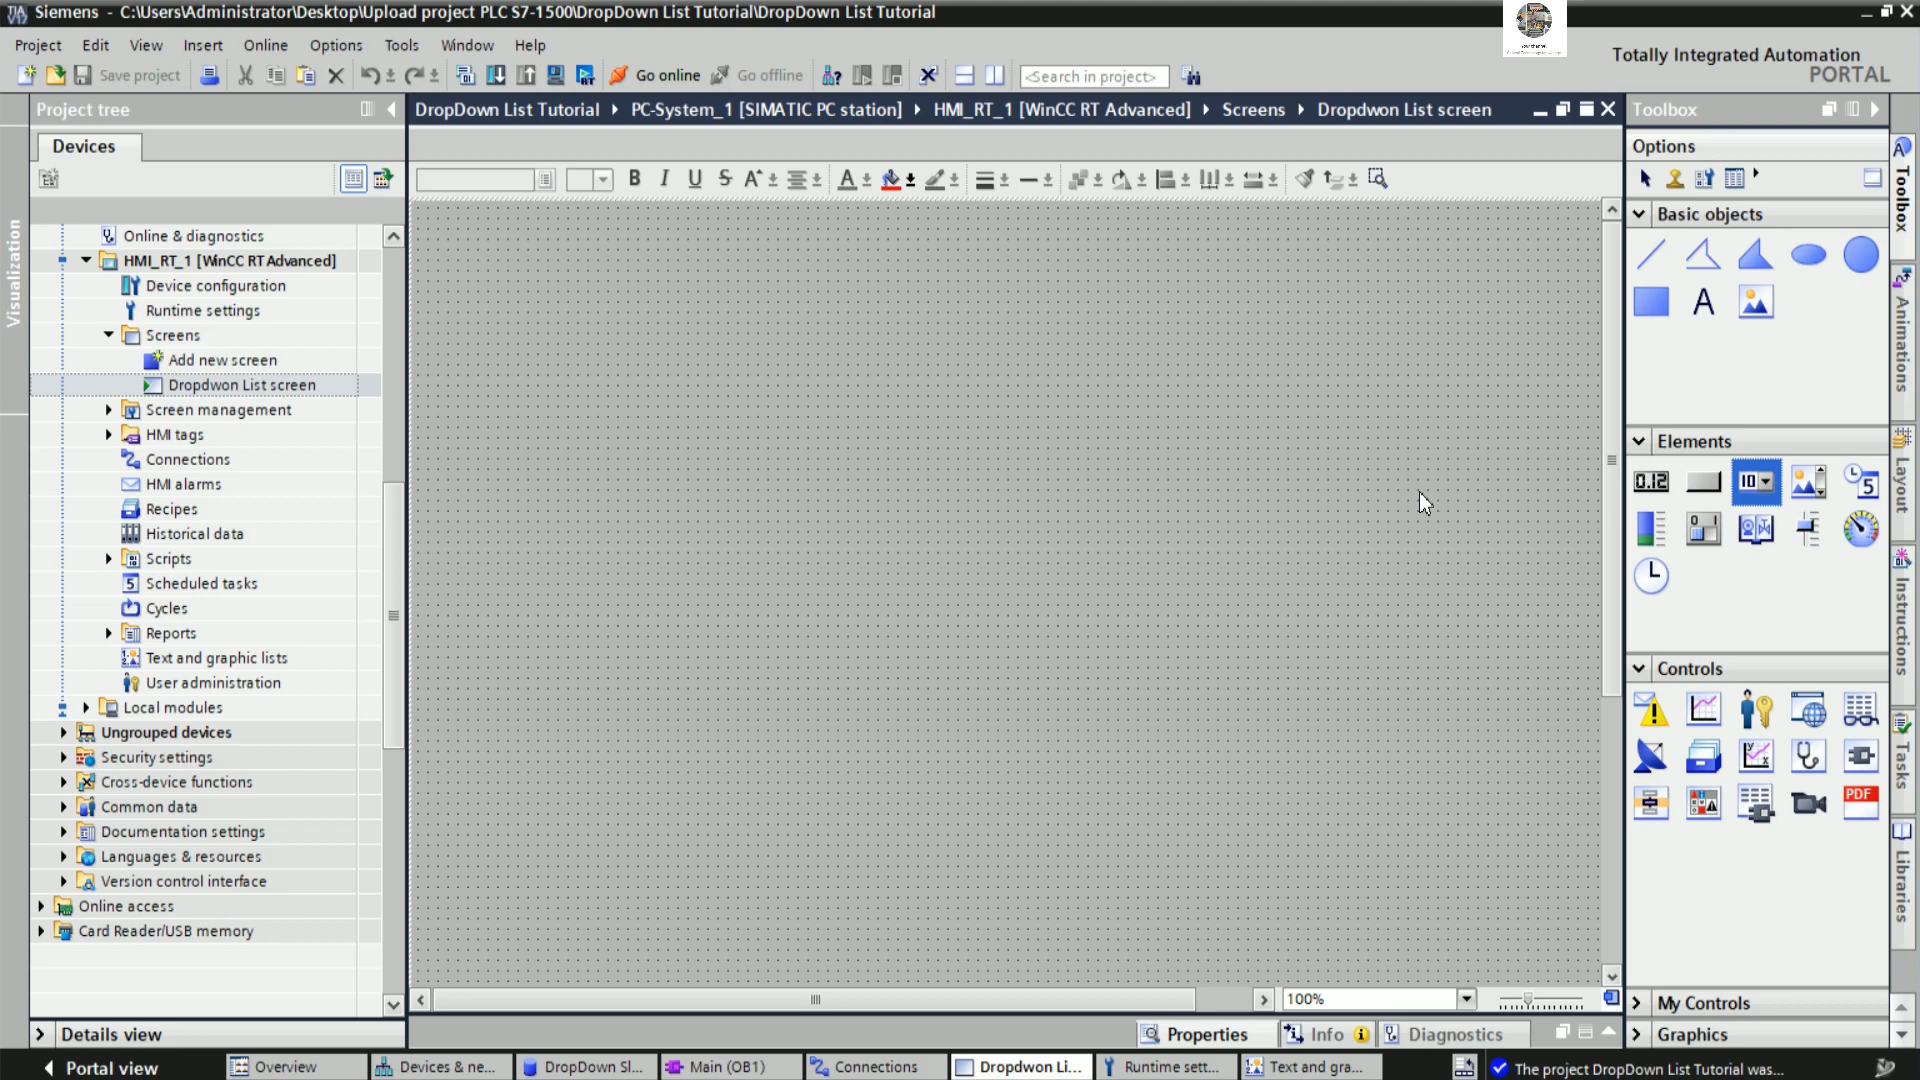 Siemens - C:\Users\Administrator\Desktop\Upload project PLC S7-1500\DropDown List Tutorial\DropDown List Tutorial
Project Edit View Insert Online Options Tools Window Help
Your channel
Totally Integrated Automation
PORTAL
Save project
Go online
Go offline
<Search in project>
Project tree
DropDown List Tutorial PC-System_1 [SIMATIC PC station] HMI_RT_1 [WinCC RT Advanced] Screens Dropdwon List screen
Toolbox
Devices
Options
B I U S A A
Visualization
Online & diagnostics
HMI_RT_1 [WinCC RT Advanced]
Device configuration
Runtime settings
Screens
Add new screen
Dropdwon List screen
Screen management
HMI tags
Connections
HMI alarms
Recipes
Historical data
Scripts
Scheduled tasks
Cycles
Reports
Text and graphic lists
User administration
Local modules
Ungrouped devices
Security settings
Cross-device functions
Common data
Documentation settings
Languages & resources
Version control interface
Online access
Card Reader/USB memory
Details view
100%
Properties
Info
Diagnostics
Basic objects
A
Elements
0.12
10
5
Controls
PDF
My Controls
Graphics
Toolbox
Animations
Layout
Instructions
Tasks
Libraries
Portal view
Overview
Devices & ne...
DropDown Sl...
Main (OB1)
Connections
Dropdwon Li...
Runtime sett...
Text and gra...
The project DropDown List Tutorial was...